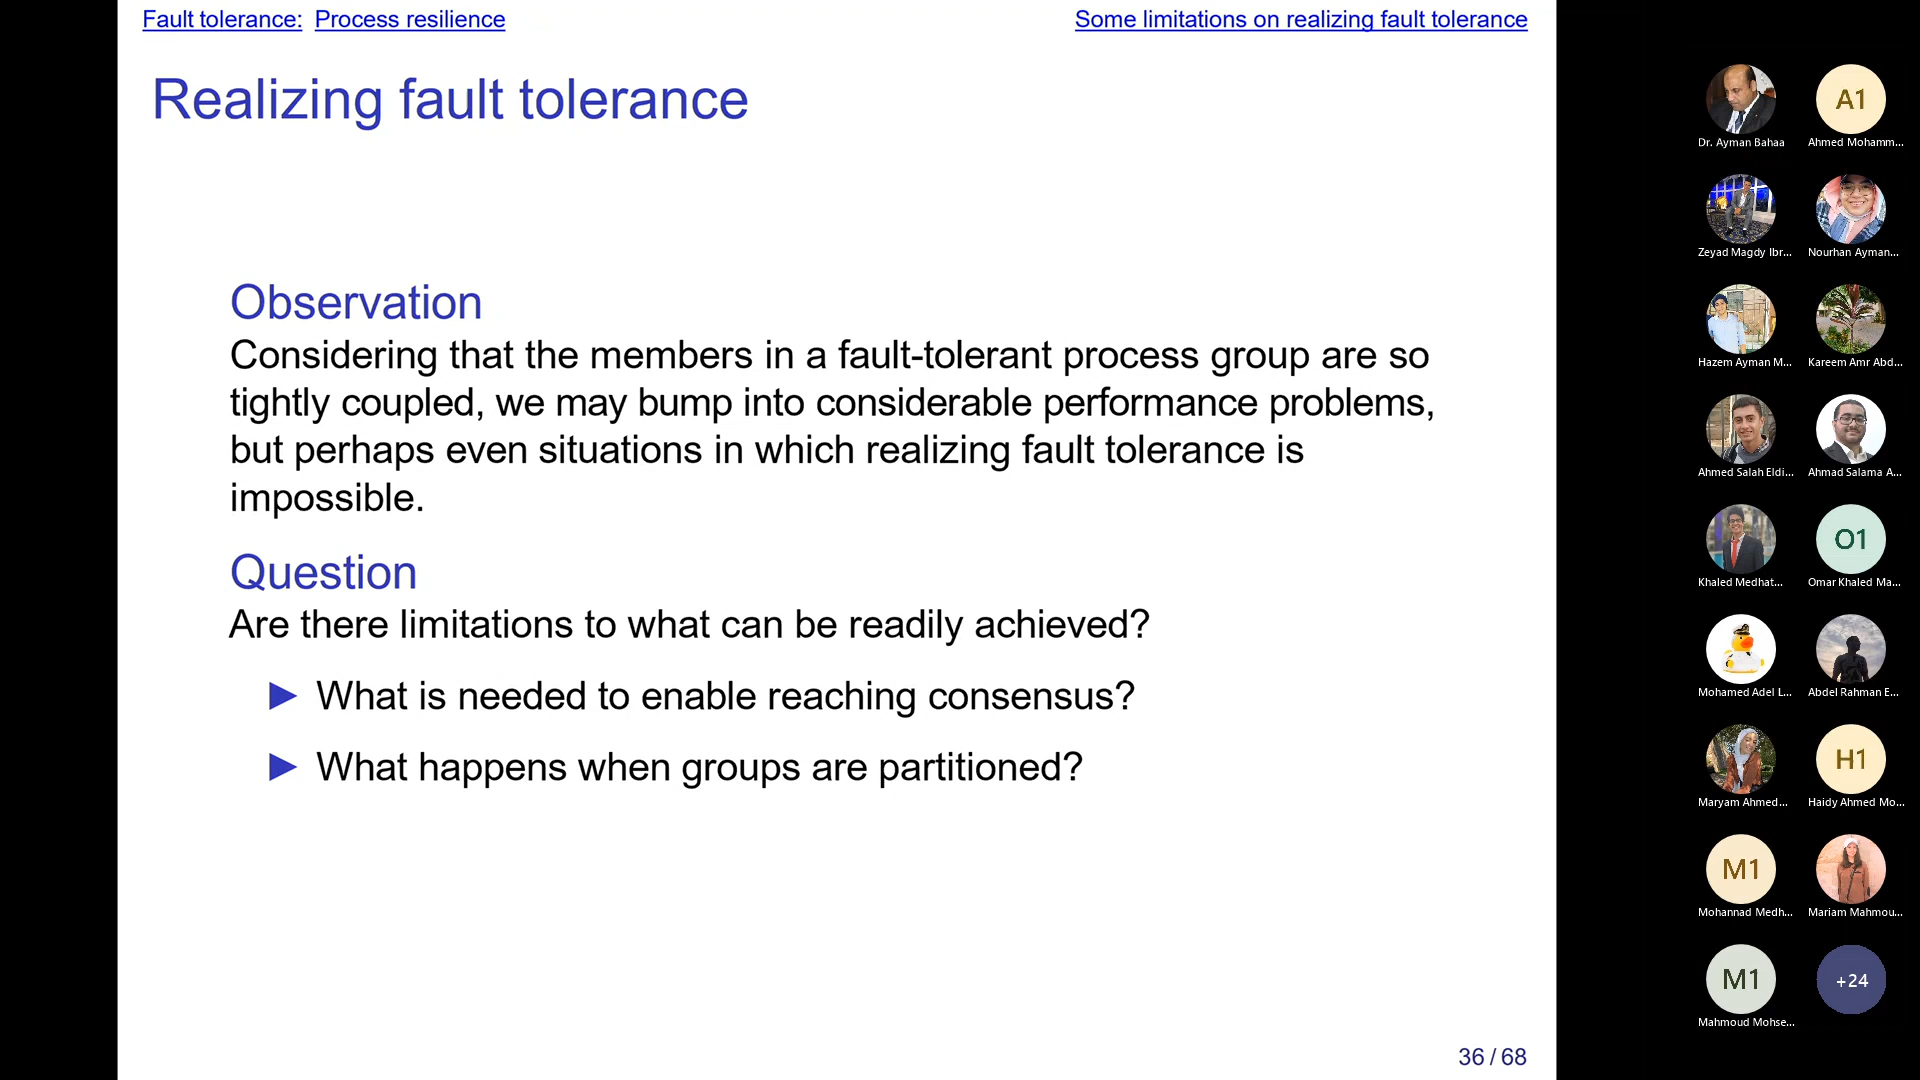 Fault tolerance: Process resilience
Some limitations on realizing fault tolerance
Realizing fault tolerance
Observation
Considering that the members in a fault-tolerant process group are so
tightly coupled, we may bump into considerable performance problems,
but perhaps even situations in which realizing fault tolerance is
impossible.
Question
Are there limitations to what can be readily achieved?
▶ What is needed to enable reaching consensus?
▶ What happens when groups are partitioned?
36 / 68
A1
Dr. Ayman Bahaa
Ahmed Mohamm...
Zeyad Magdy Ibr...
Nourhan Ayman...
Hazem Ayman M...
Kareem Amr Abd...
Ahmed Salah Eldi...
Ahmad Salama A...
O1
Khaled Medhat...
Omar Khaled Ma...
Mohamed Adel L...
Abdel Rahman E...
H1
Maryam Ahmed...
Haidy Ahmed Mo...
M1
Mohannad Medh...
Mariam Mahmou...
M1
+24
Mahmoud Mohse...